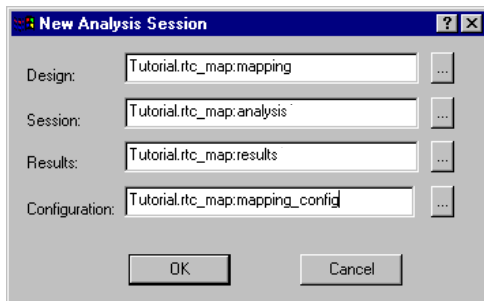 New Analysis Session ? X
Design: Tutorial.rtc_map:mapping ...
Session: Tutorial.rtc_map:analysis ...
Results: Tutorial.rtc_map:results ...
Configuration: Tutorial.rtc_map:mapping_config ...
OK Cancel